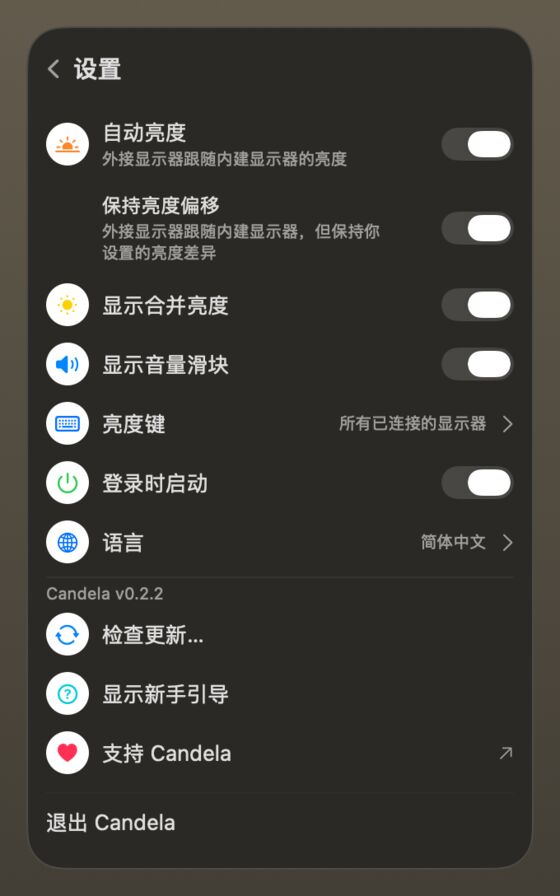 设置
自动亮度
外接显示器跟随内建显示器的亮度
保持亮度偏移
外接显示器跟随内建显示器，但保持你
设置的亮度差异
显示合并亮度
显示音量滑块
亮度键 所有已连接的显示器
登录时启动
语言 简体中文
Candela v0.2.2
检查更新...
显示新手引导
支持 Candela
退出 Candela